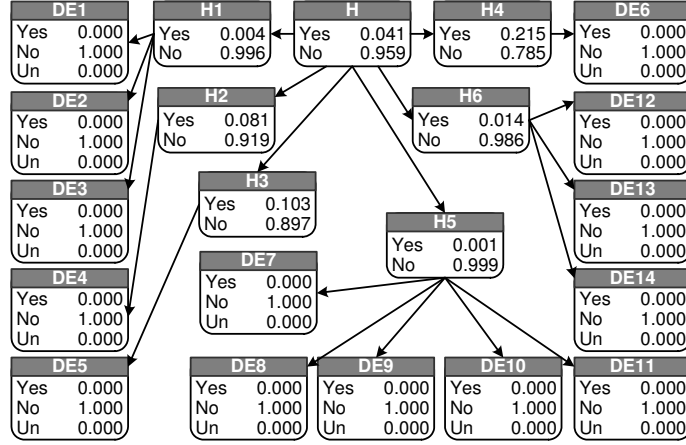 DE1
Yes 0.000
No 1.000
Un 0.000
H1
Yes 0.004
No 0.996
H
Yes 0.041
No 0.959
H4
Yes 0.215
No 0.785
DE6
Yes 0.000
No 1.000
Un 0.000
DE2
Yes 0.000
No 1.000
Un 0.000
H2
Yes 0.081
No 0.919
H6
Yes 0.014
No 0.986
DE12
Yes 0.000
No 1.000
Un 0.000
DE3
Yes 0.000
No 1.000
Un 0.000
H3
Yes 0.103
No 0.897
H5
Yes 0.001
No 0.999
DE13
Yes 0.000
No 1.000
Un 0.000
DE4
Yes 0.000
No 1.000
Un 0.000
DE7
Yes 0.000
No 1.000
Un 0.000
DE14
Yes 0.000
No 1.000
Un 0.000
DE5
Yes 0.000
No 1.000
Un 0.000
DE8
Yes 0.000
No 1.000
Un 0.000
DE9
Yes 0.000
No 1.000
Un 0.000
DE10
Yes 0.000
No 1.000
Un 0.000
DE11
Yes 0.000
No 1.000
Un 0.000